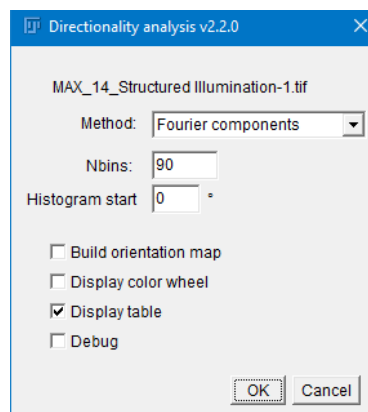 Directionality analysis v2.2.0
MAX_14_Structured Illumination-1.tif
Method: Fourier components
Nbins: 90
Histogram start 0 °
Build orientation map
Display color wheel
Display table
Debug
OK Cancel